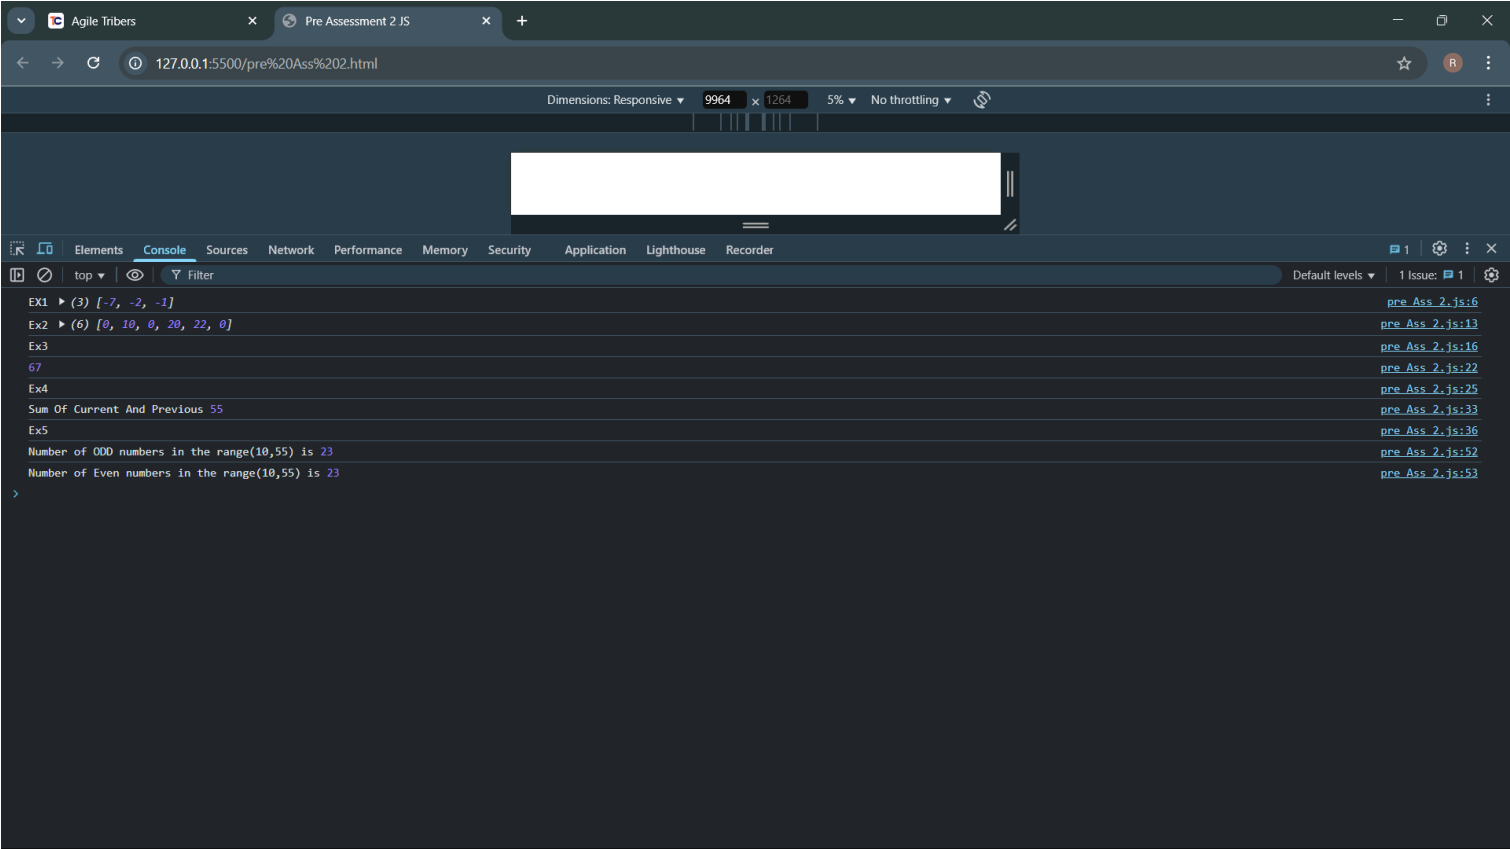 Agile Tribers
Pre Assessment 2 JS
127.0.0.1:5500/pre%20Ass%202.html
R
Dimensions: Responsive 9964 × 1264 5% No throttling
Elements Console Sources Network Performance Memory Security Application Lighthouse Recorder 1
top Filter Default levels 1 Issue: 1
EX1 (3) [-7, -2, -1] pre Ass 2.js:6
Ex2 (6) [0, 10, 0, 20, 22, 0] pre Ass 2.js:13
Ex3 pre Ass 2.js:16
67 pre Ass 2.js:22
Ex4 pre Ass 2.js:25
Sum Of Current And Previous 55 pre Ass 2.js:33
Ex5 pre Ass 2.js:36
Number of ODD numbers in the range(10,55) is 23 pre Ass 2.js:52
Number of Even numbers in the range(10,55) is 23 pre Ass 2.js:53